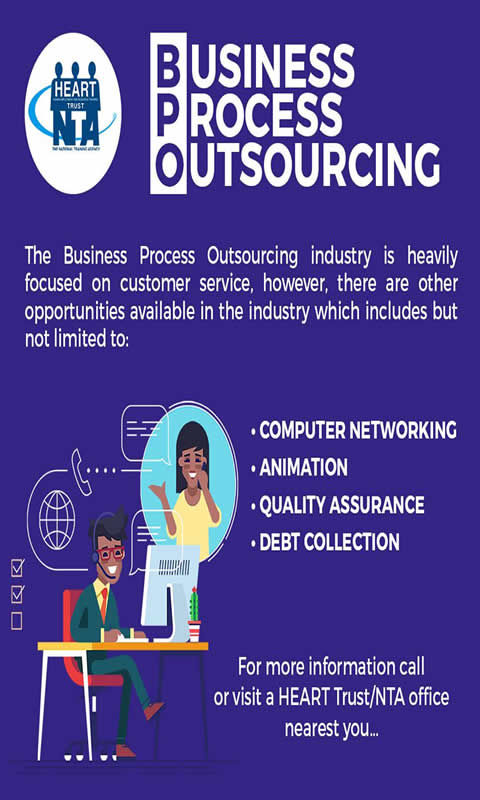 HEART
TRUST
NTA
THE NATIONAL TRAINING AGENCY
BUSINESS
PROCESS
OUTSOURCING
The Business Process Outsourcing industry is heavily
focused on customer service, however, there are other
opportunities available in the industry which includes but
not limited to:
• COMPUTER NETWORKING
• ANIMATION
• QUALITY ASSURANCE
• DEBT COLLECTION
For more information call
or visit a HEART Trust/NTA office
nearest you...